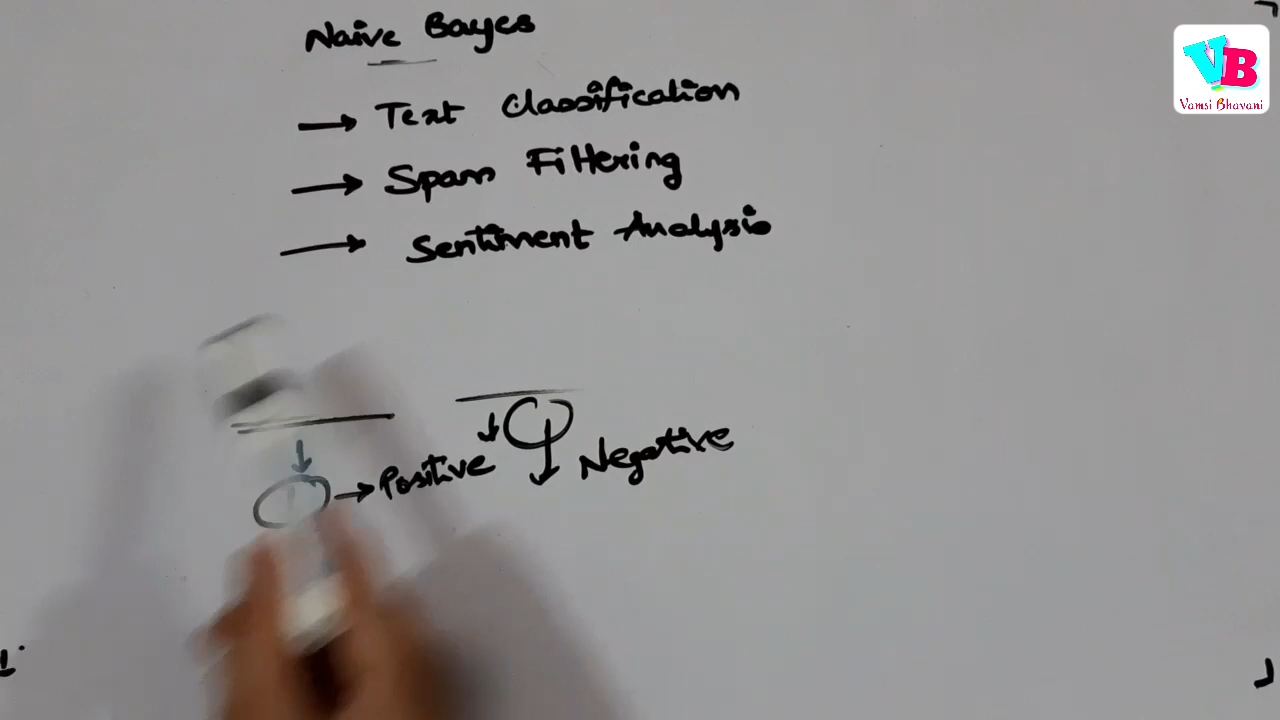 Naive Bayes
→ Text Classification
→ Spam Filtering
→ Sentiment Analysis
→ Positive
Negative
VB
Vamsi Bhavani